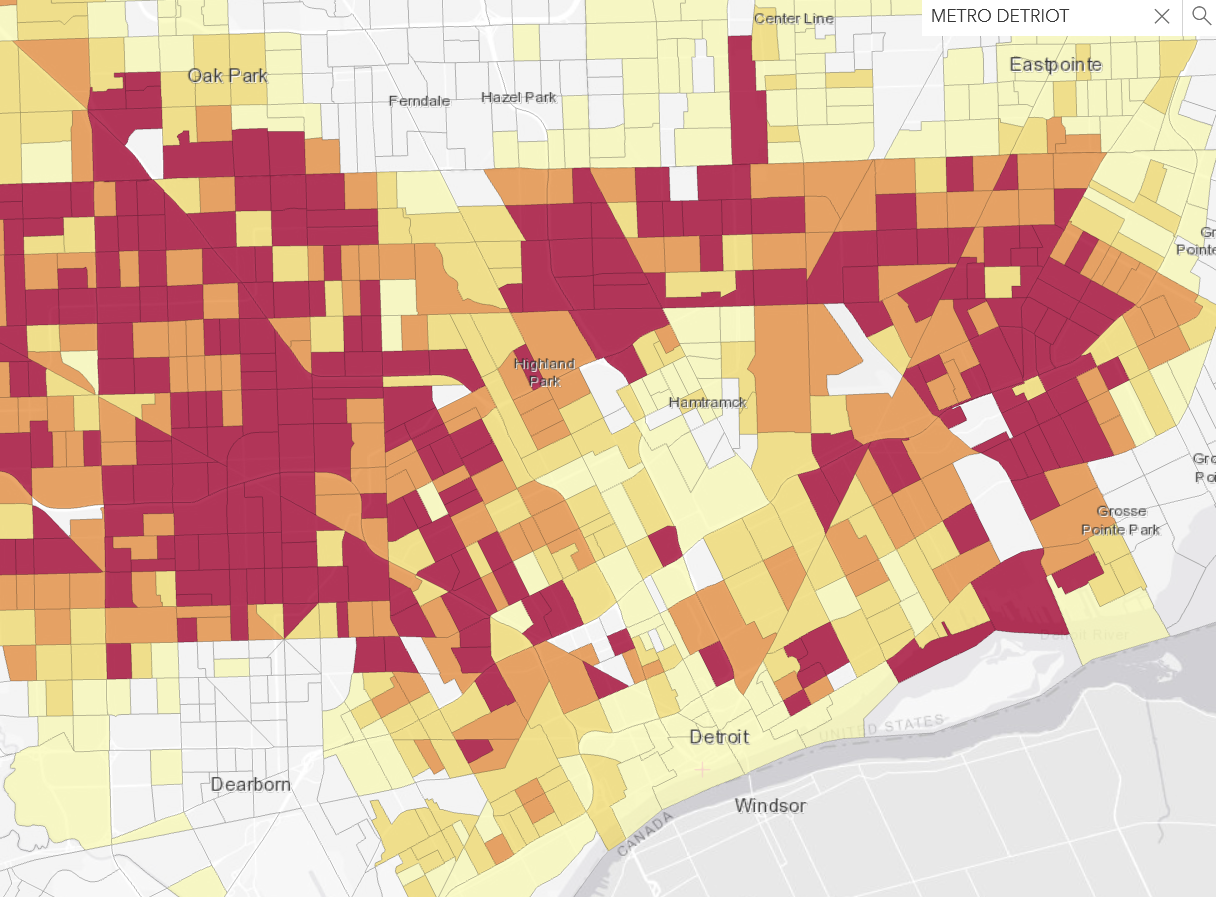 METRO DETRIOT
Center Line
Eastpointe
Oak Park
Ferndale
Hazel Park
Gr
Pointe
Highland
Park
Hamtramck
Gro
Poi
Grosse
Pointe Park
Detroit River
UNITED STATES
Detroit
Dearborn
Windsor
CANADA